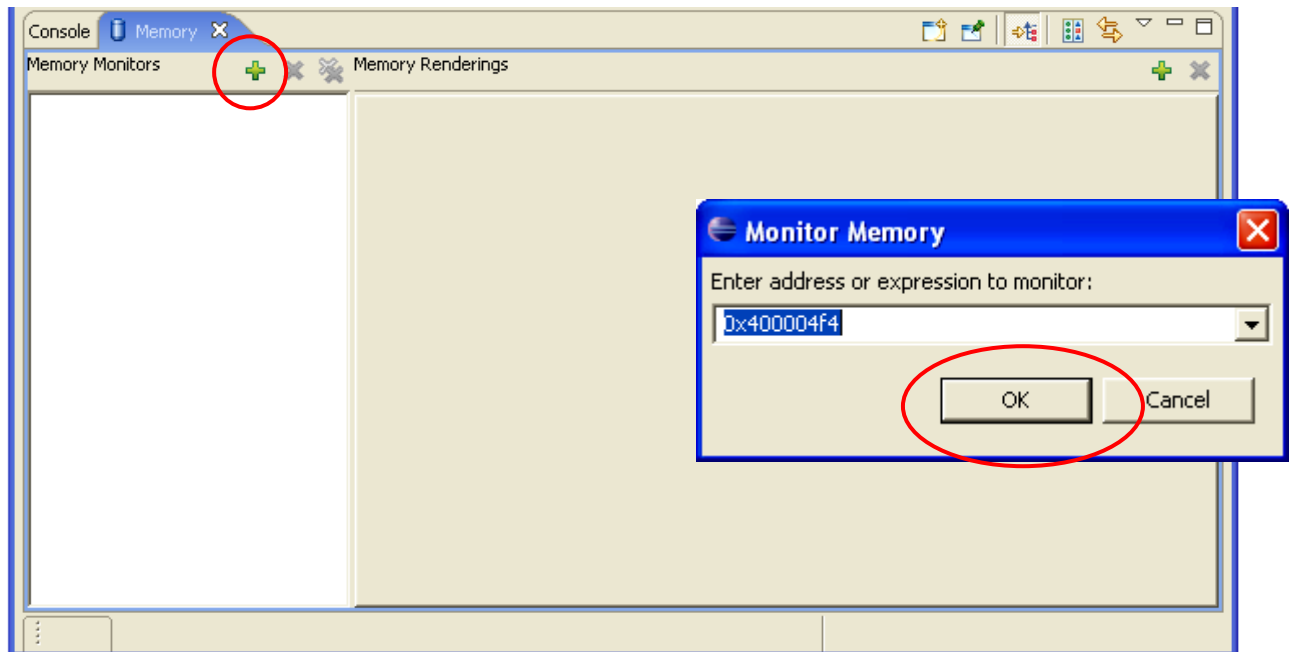 Console Memory
Memory Monitors Memory Renderings
Monitor Memory
Enter address or expression to monitor:
0x400004f4
OK Cancel